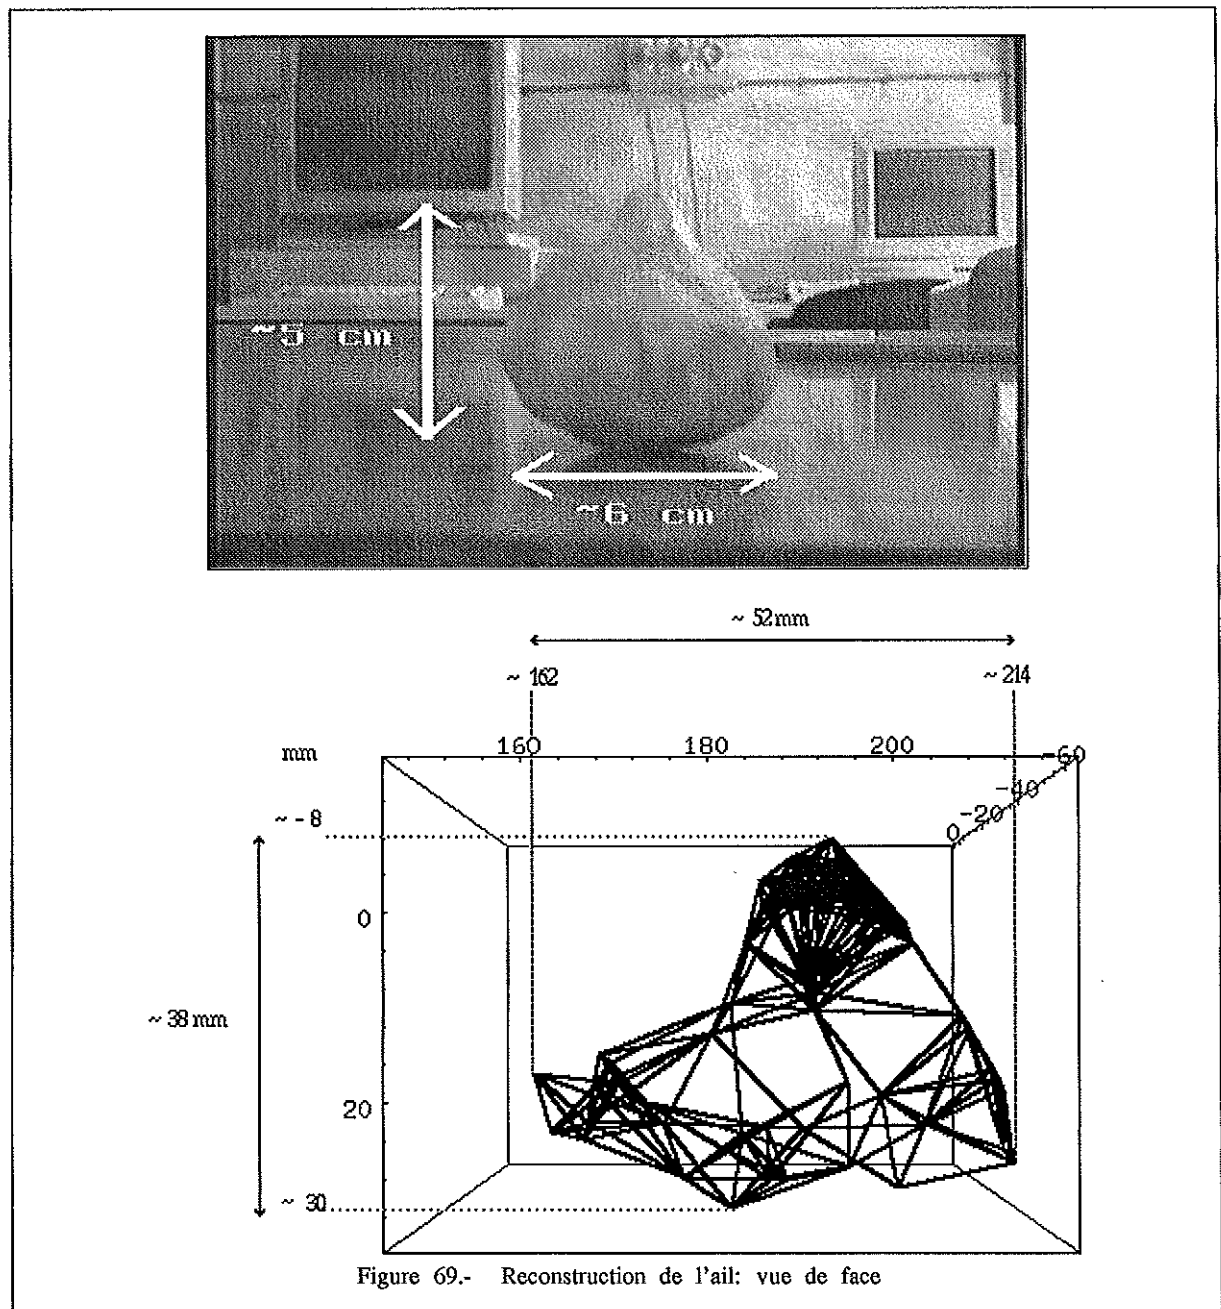 ~5 cm
~6 cm
~ 52mm
~ 162
~ 214
mm
160
180
200
-60
-40
-20
0
~ - 8
0
~ 38 mm
20
~ 30
Figure 69.- Reconstruction de l'ail: vue de face